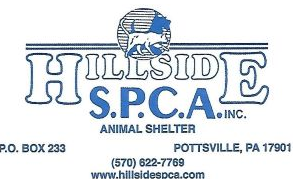 HILLSIDE
S.P.C.A. INC.
ANIMAL SHELTER
P.O. BOX 233 POTTSVILLE, PA 17901
(570) 622-7769
www.hillsidespca.com